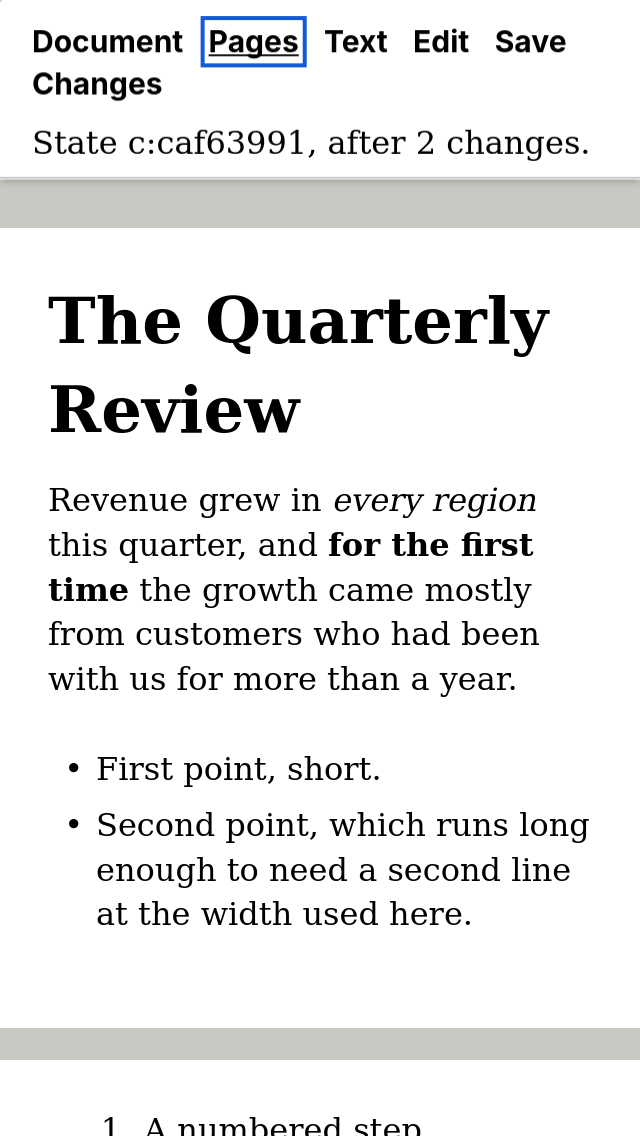 Document Pages Text Edit Save
Changes
State c:caf63991, after 2 changes.
The Quarterly
Review
Revenue grew in every region
this quarter, and for the first
time the growth came mostly
from customers who had been
with us for more than a year.
• First point, short.
• Second point, which runs long
enough to need a second line
at the width used here.
1. A numbered step